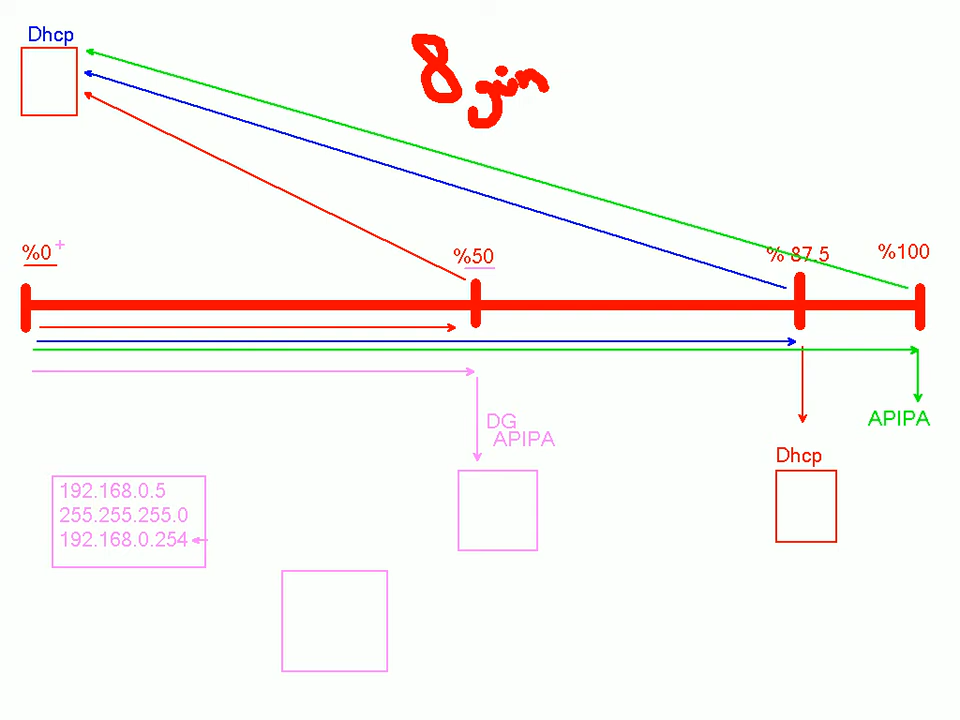 Dhcp
8 gün
%0 +
%50
% 87.5
%100
DG
APIPA
APIPA
Dhcp
192.168.0.5
255.255.255.0
192.168.0.254